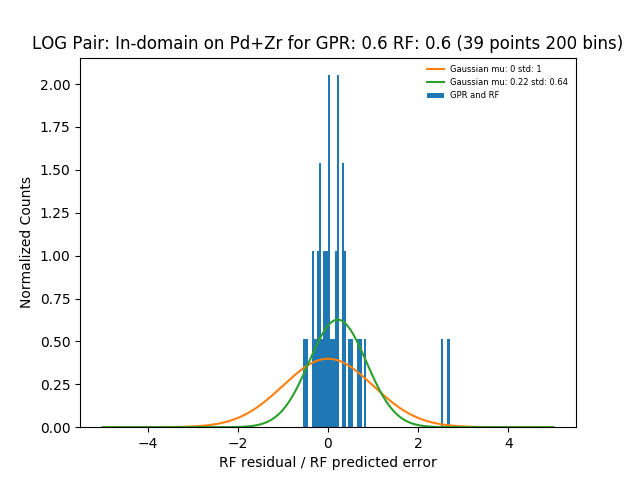 LOG Pair: In-domain on Pd+Zr for GPR: 0.6 RF: 0.6 (39 points 200 bins)
Gaussian mu: 0 std: 1
Gaussian mu: 0.22 std: 0.64
GPR and RF
Normalized Counts
2.00
1.75
1.50
1.25
1.00
0.75
0.50
0.25
0.00
−4 −2 0 2 4
RF residual / RF predicted error